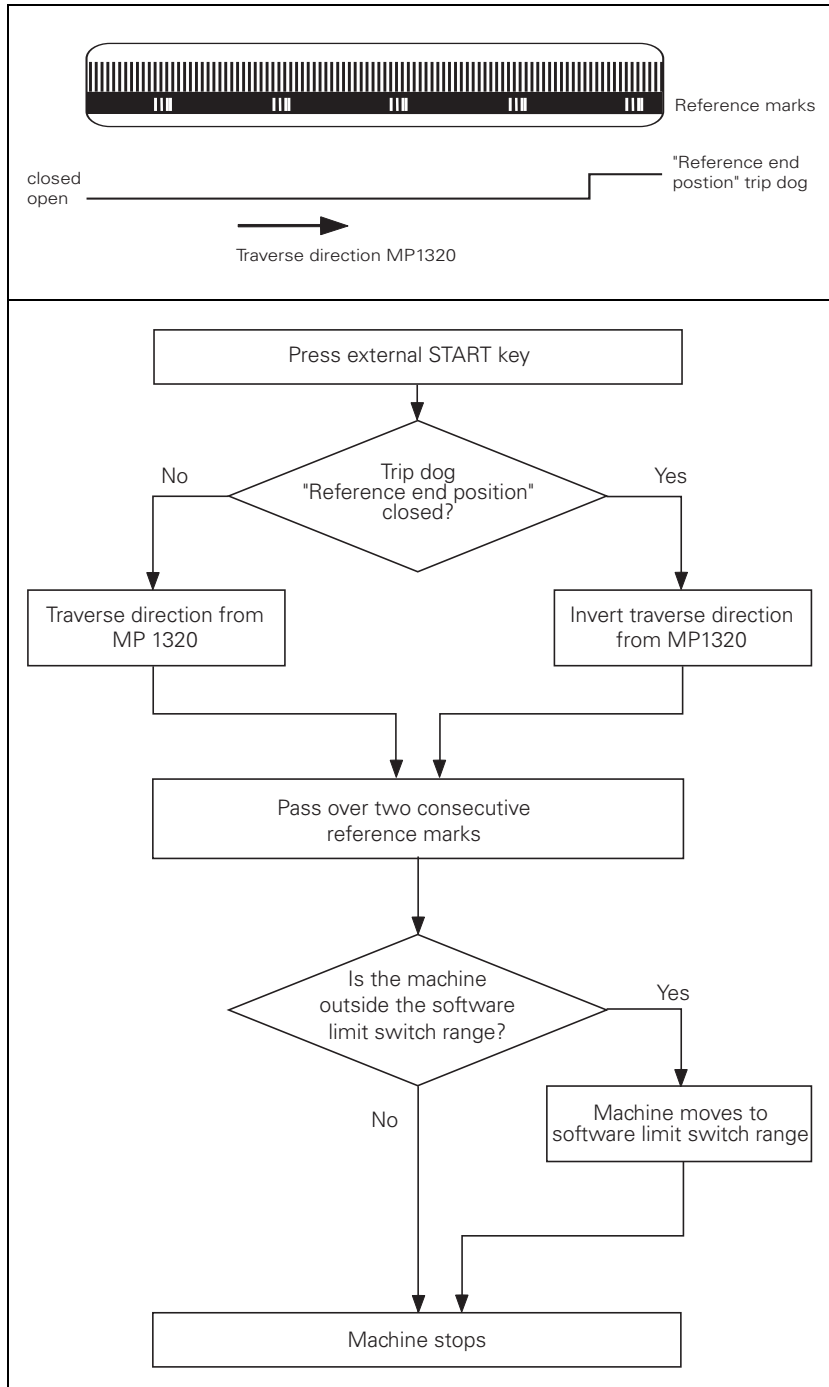 Reference marks
closed
open
"Reference end
postion" trip dog
Traverse direction MP1320
Press external START key
Trip dog
"Reference end position"
closed?
No
Yes
Traverse direction from
MP 1320
Invert traverse direction
from MP1320
Pass over two consecutive
reference marks
Is the machine
outside the software
limit switch range?
Yes
No
Machine moves to
software limit switch range
Machine stops